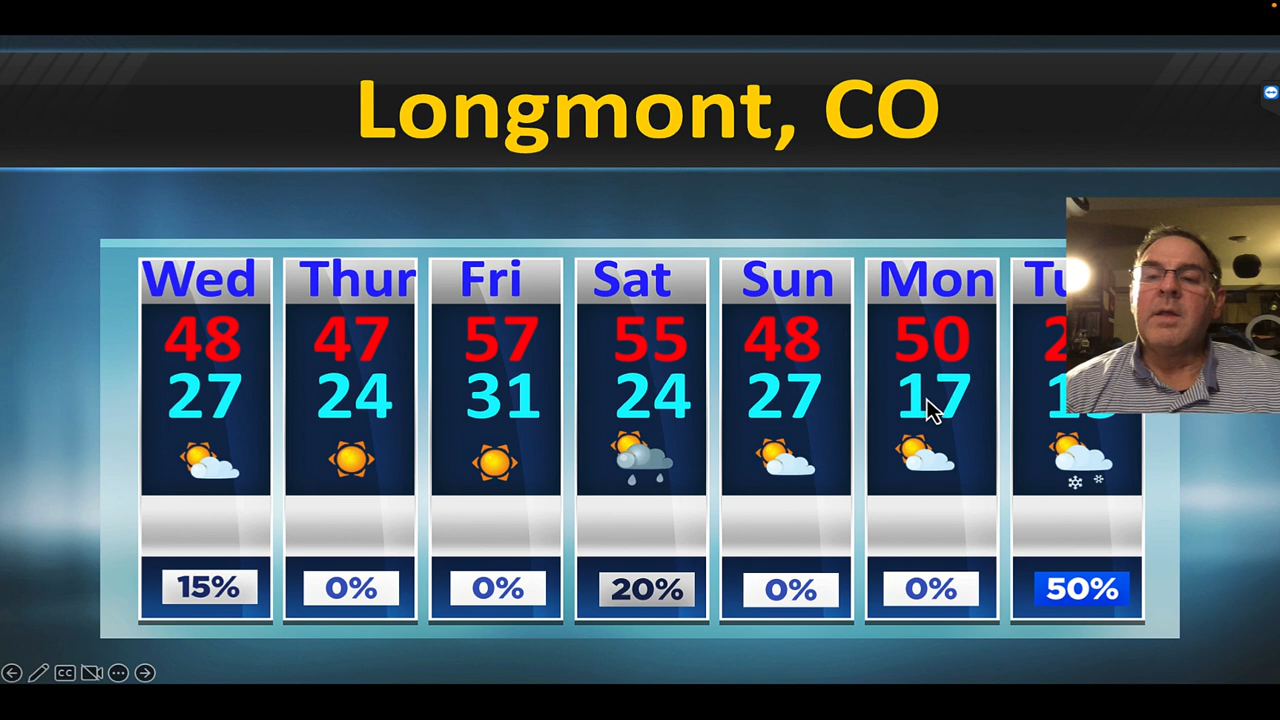 Longmont, CO
Wed Thur Fri Sat Sun Mon
48 47 57 55 48 50
27 24 31 24 27 17
15% 0% 0% 20% 0% 0% 50%
CC